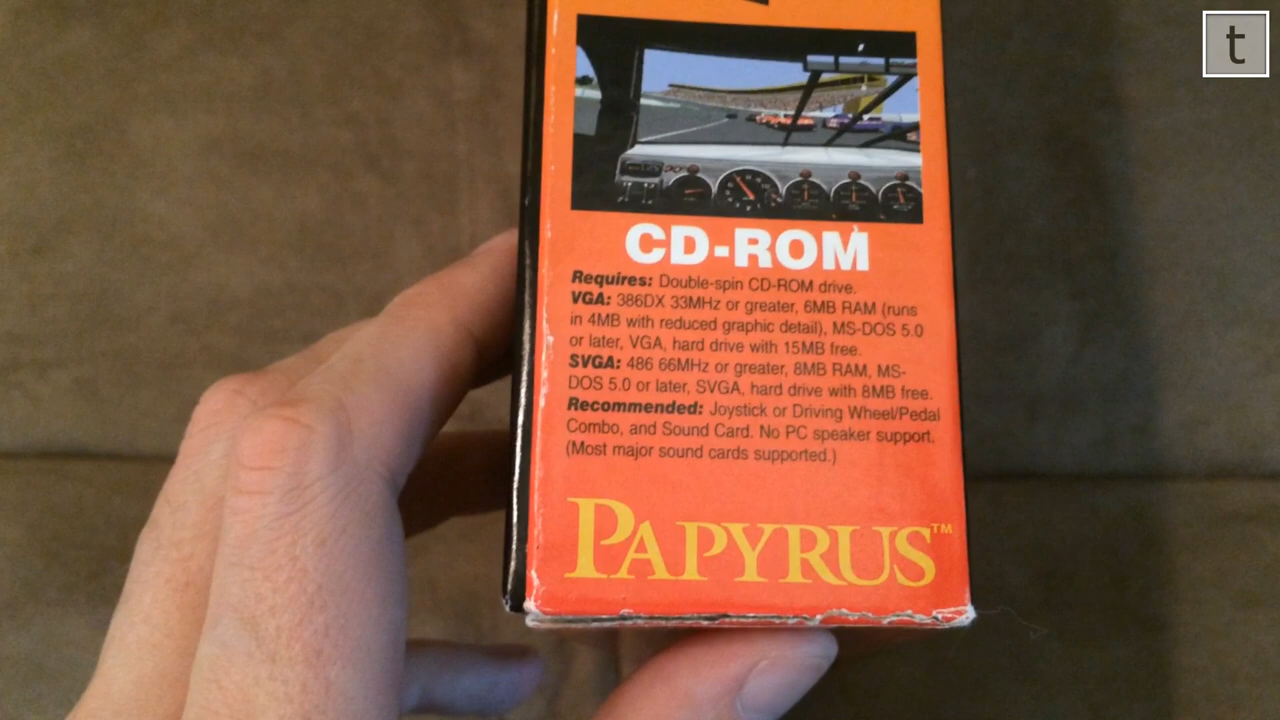 t
CD-ROM
Requires: Double-spin CD-ROM drive.
VGA: 386DX 33MHz or greater, 6MB RAM (runs
in 4MB with reduced graphic detail), MS-DOS 5.0
or later, VGA, hard drive with 15MB free.
SVGA: 486 66MHz or greater, 8MB RAM, MS-
DOS 5.0 or later, SVGA, hard drive with 8MB free.
Recommended: Joystick or Driving Wheel/Pedal
Combo, and Sound Card. No PC speaker support.
(Most major sound cards supported.)
PAPYRUS™